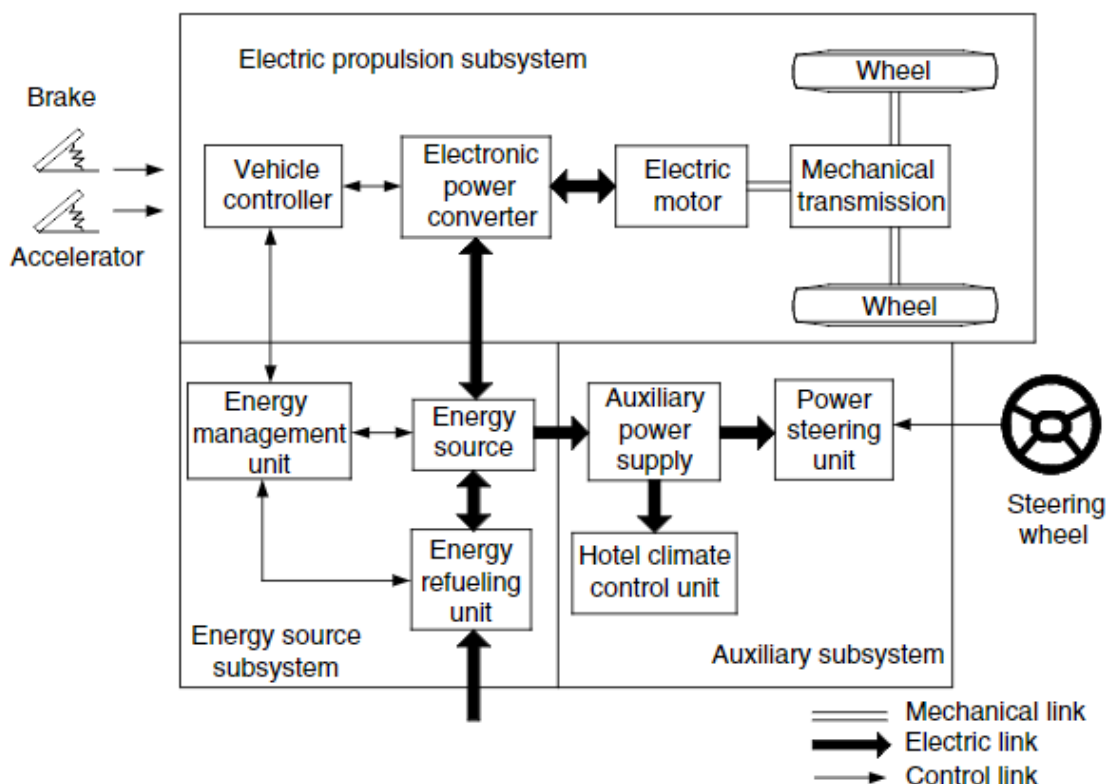 Electric propulsion subsystem
Wheel
Brake
Vehicle
controller
Electronic
power
converter
Electric
motor
Mechanical
transmission
Accelerator
Wheel
Energy
management
unit
Energy
source
Auxiliary
power
supply
Power
steering
unit
Steering
wheel
Energy
refueling
unit
Hotel climate
control unit
Energy source
subsystem
Auxiliary subsystem
Mechanical link
Electric link
Control link